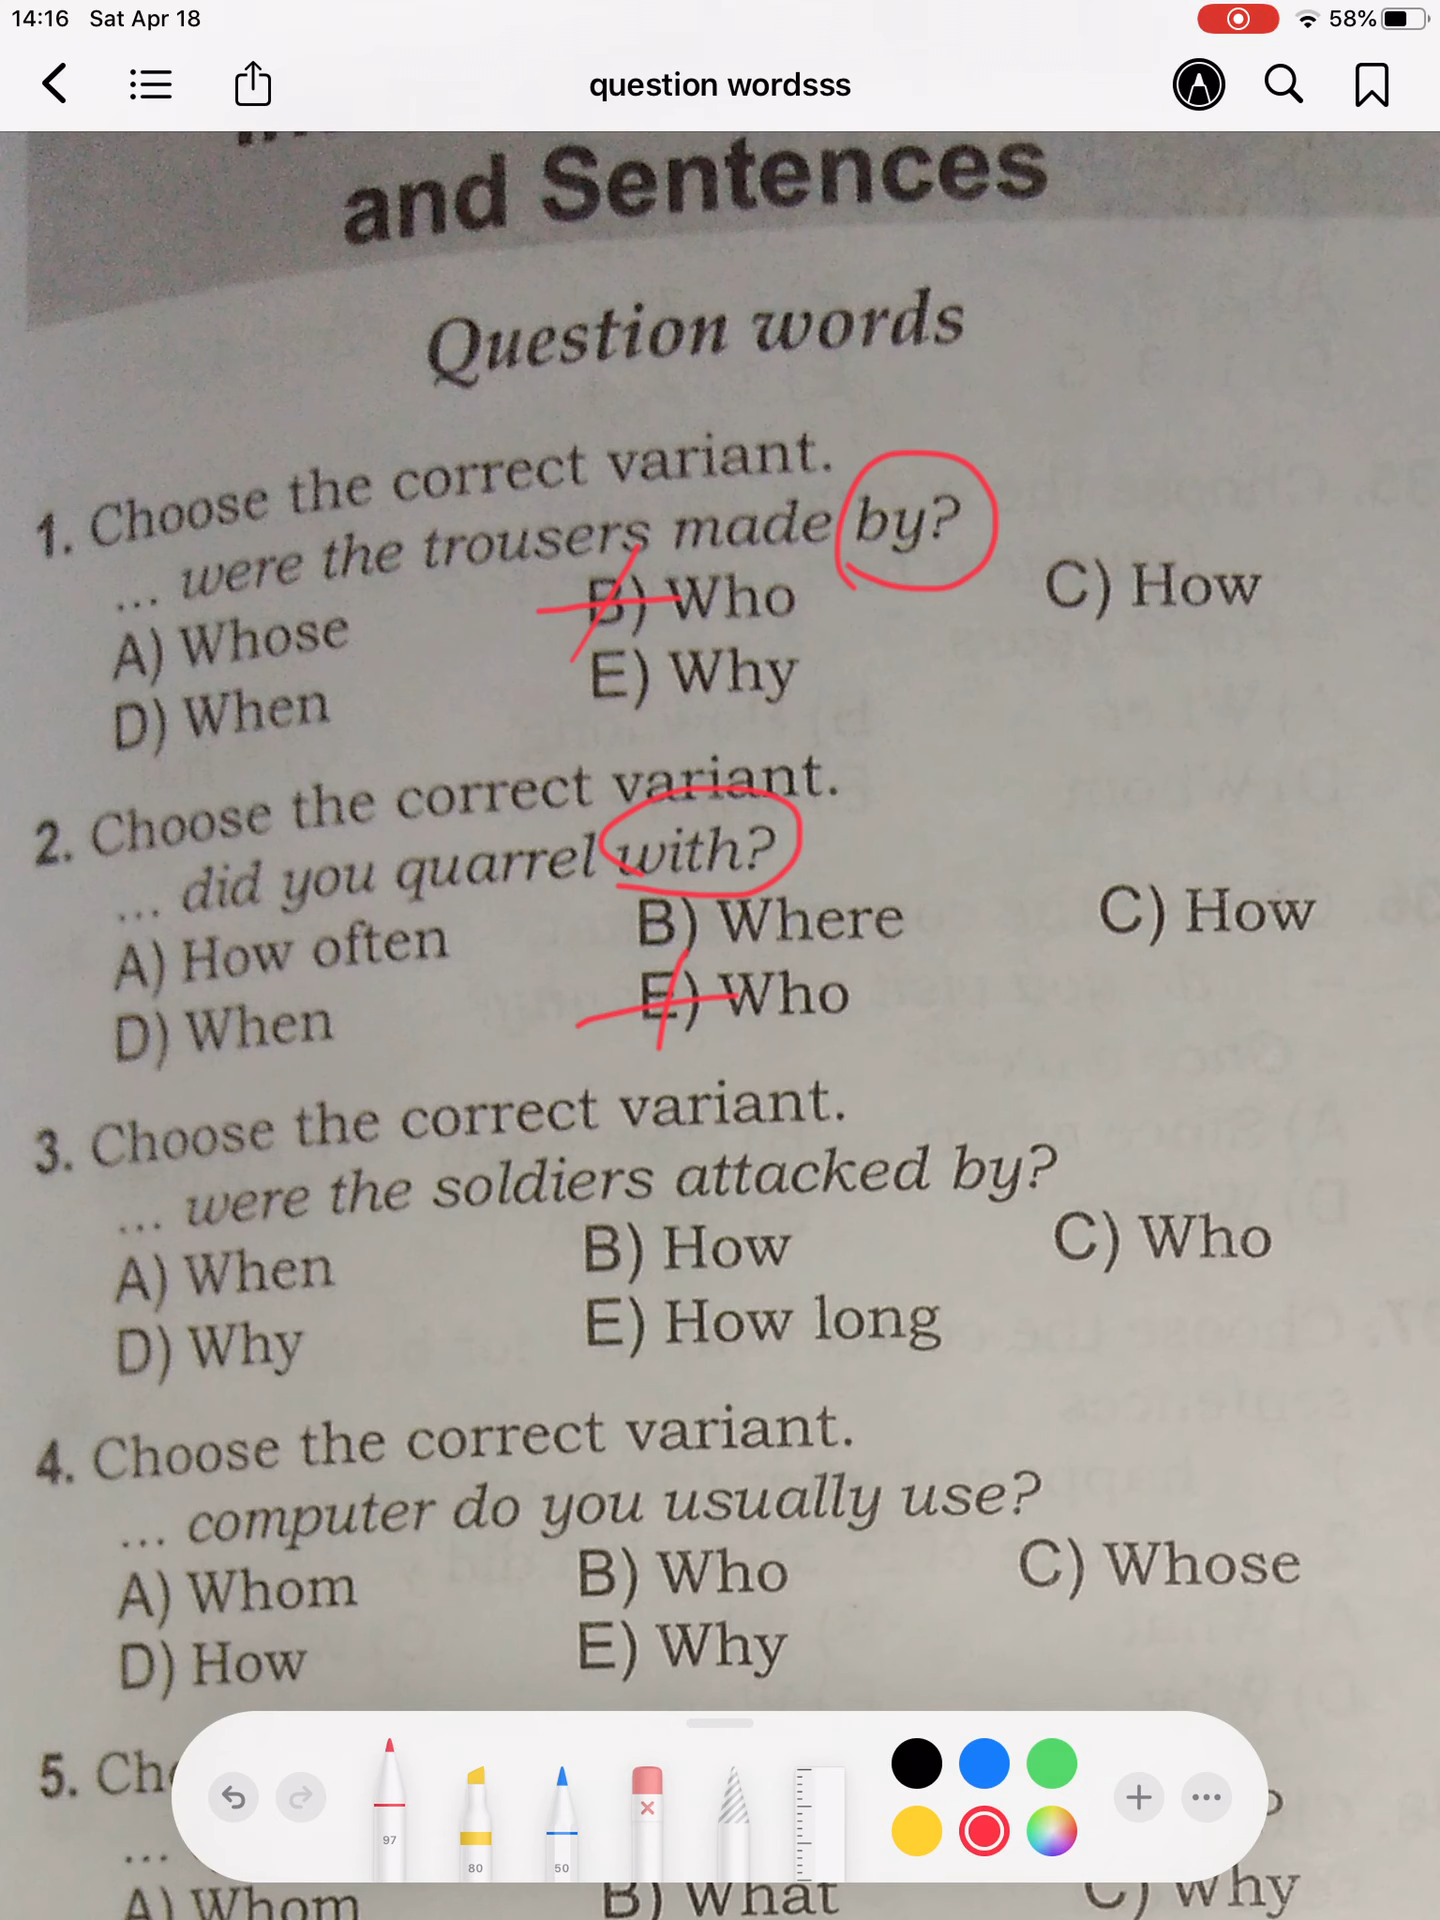 14:16 Sat Apr 18
58%
question wordsss
and Sentences
Question words
1. Choose the correct variant.
... were the trousers made by?
A) Whose B) Who C) How
D) When E) Why
2. Choose the correct variant.
... did you quarrel with?
A) How often B) Where C) How
D) When E) Who
3. Choose the correct variant.
... were the soldiers attacked by?
A) When B) How C) Who
D) Why E) How long
4. Choose the correct variant.
... computer do you usually use?
A) Whom B) Who C) Whose
D) How E) Why
5.
...
97
80
50
A) Whom B) What C) Why